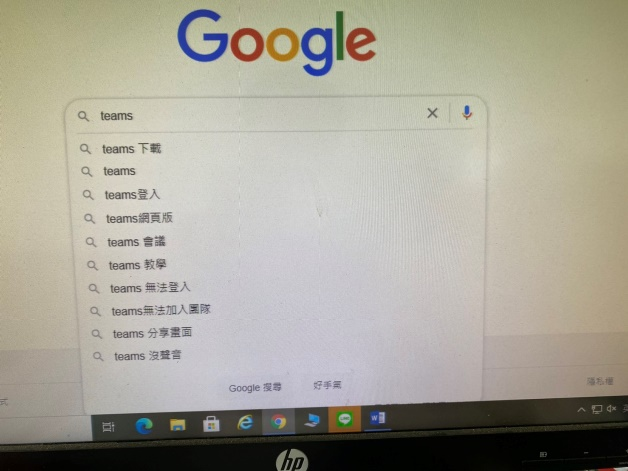 Google
teams
teams 下載
teams
teams登入
teams網頁版
teams 會議
teams 教學
teams 無法登入
teams無法加入團隊
teams 分享畫面
teams 沒聲音
Google 搜尋
好手氣
隱私權
式
LINE
W
hp